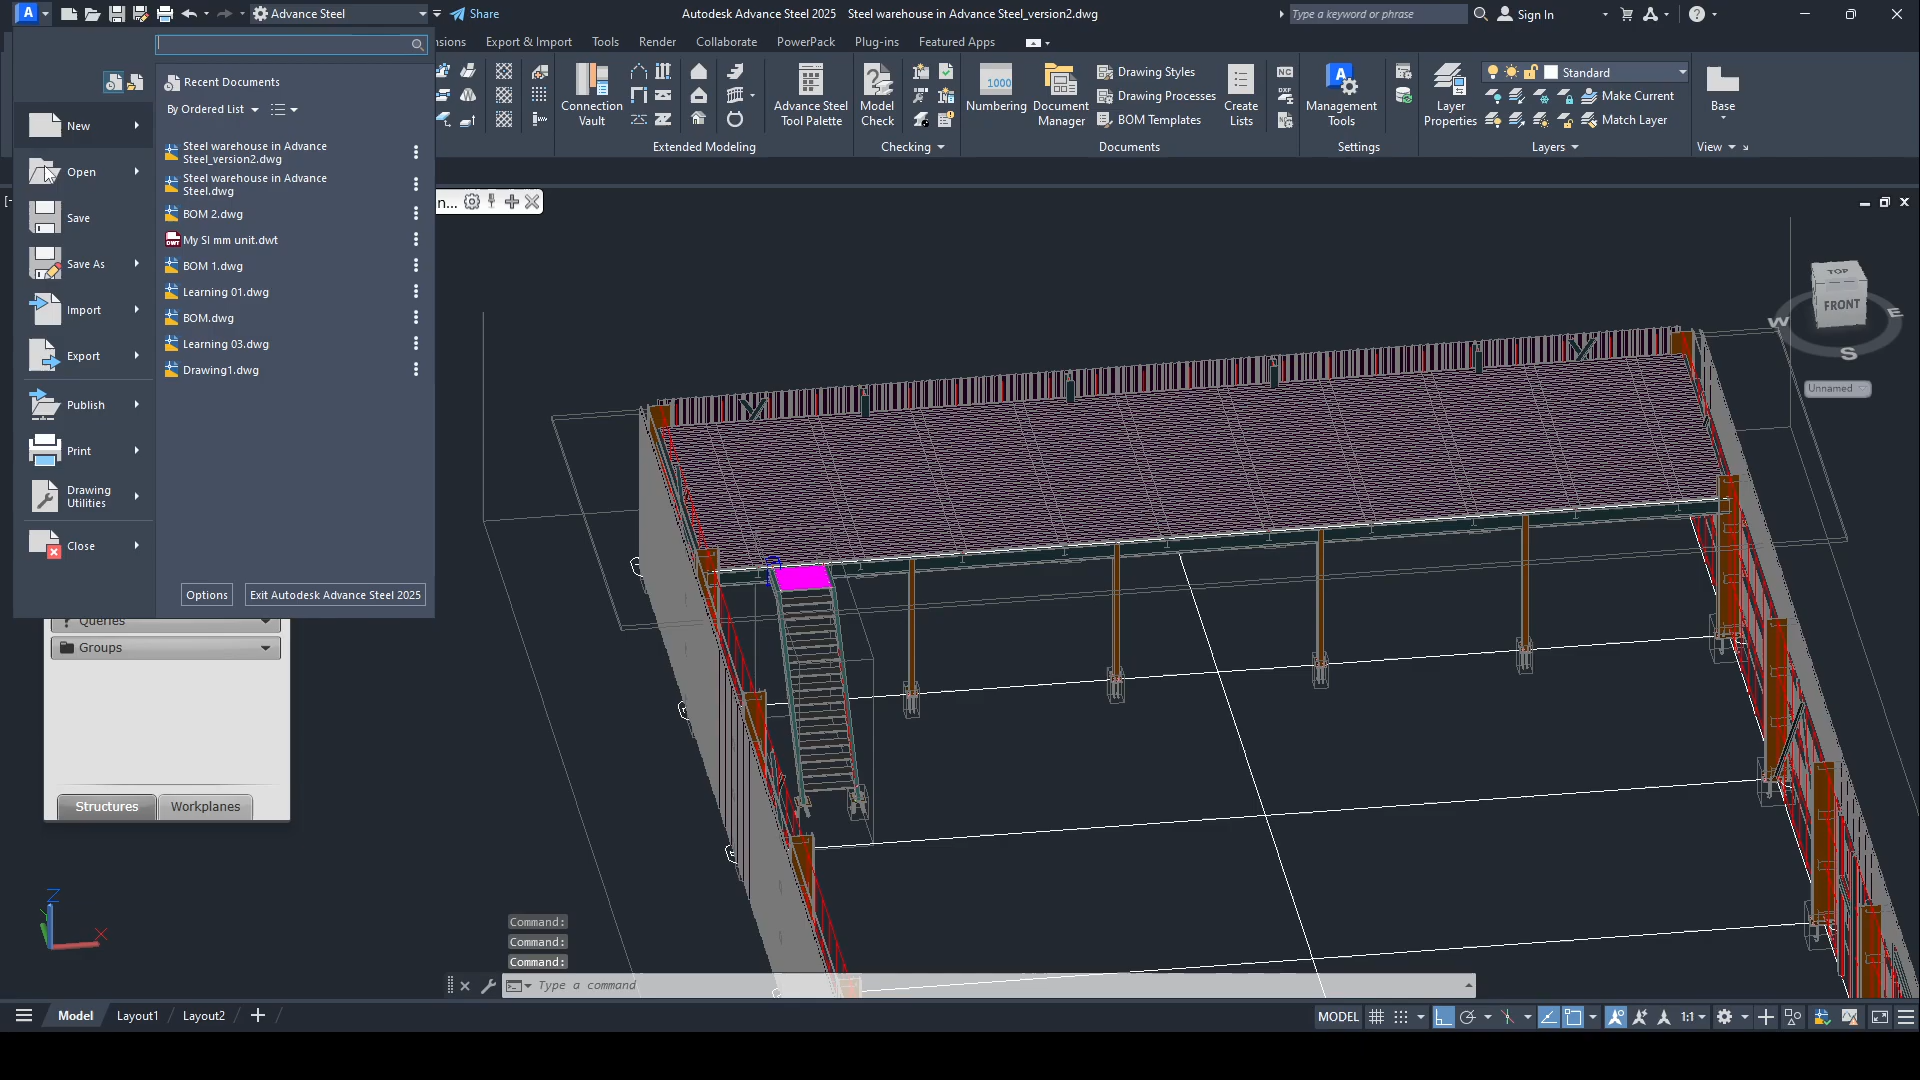 A
Advance Steel
Share
Autodesk Advance Steel 2025 Steel warehouse in Advance Steel_version2.dwg
Type a keyword or phrase
Sign In
nsions
Export & Import
Tools
Render
Collaborate
PowerPack
Plug-ins
Featured Apps
Recent Documents
By Ordered List
New
Open
Save
Save As
Import
Export
Publish
Print
Drawing
Utilities
Close
Steel warehouse in Advance
Steel_version2.dwg
Steel warehouse in Advance
Steel.dwg
BOM 2.dwg
My SI mm unit.dwt
BOM 1.dwg
Learning 01.dwg
BOM.dwg
Learning 03.dwg
Drawing1.dwg
Options
Exit Autodesk Advance Steel 2025
Connection
Vault
Extended Modeling
Advance Steel
Tool Palette
Model
Check
Checking
1000
Numbering
Document
Manager
Drawing Styles
Drawing Processes
BOM Templates
Create
Lists
NC
DXF
Documents
Management
Tools
Settings
Layer
Properties
Standard
Make Current
Match Layer
Layers
Base
View
n...
TOP
FRONT
W
E
S
Unnamed
Queries
Groups
Structures
Workplanes
Z
X
Command:
Command:
Command:
Type a command
Model
Layout1
Layout2
MODEL
1:1